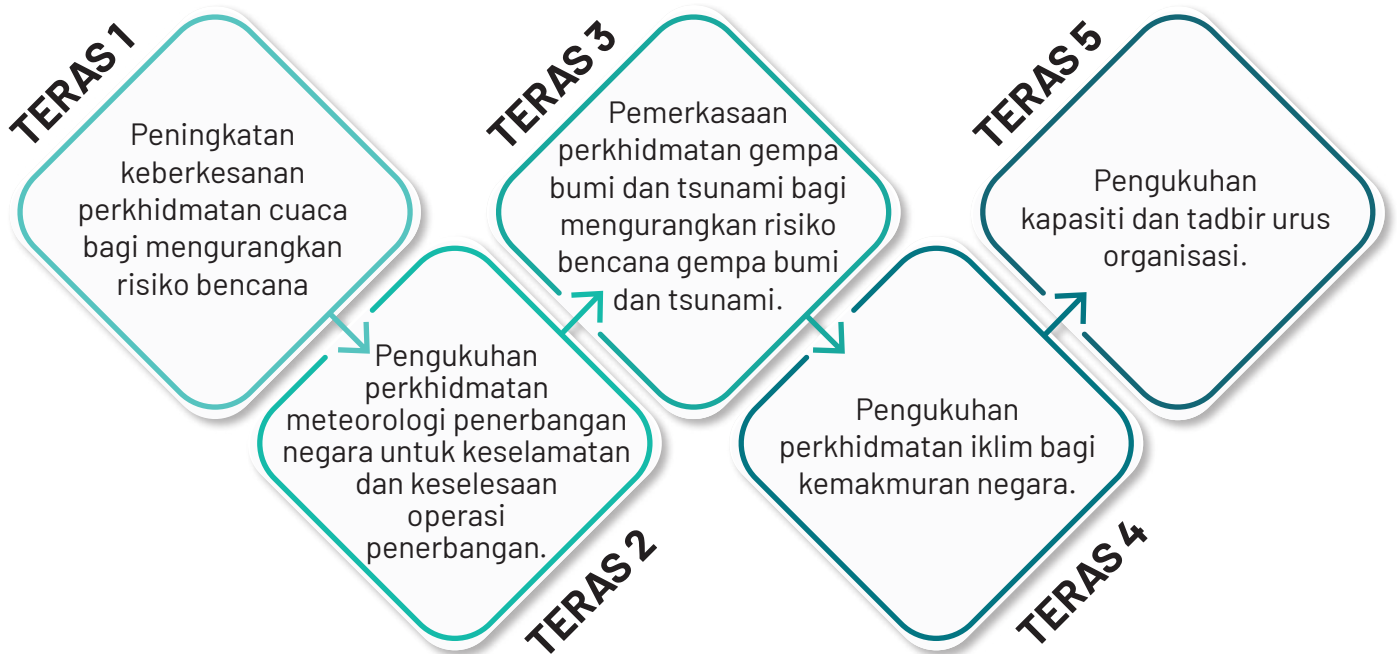 TERAS 1
Peningkatan
keberkesanan
perkhidmatan cuaca
bagi mengurangkan
risiko bencana
TERAS 2
Pengukuhan
perkhidmatan
meteorologi penerbangan
negara untuk keselamatan
dan keselesaan
operasi
penerbangan.
TERAS 3
Pemerkasaan
perkhidmatan gempa
bumi dan tsunami bagi
mengurangkan risiko
bencana gempa bumi
dan tsunami.
TERAS 4
Pengukuhan
perkhidmatan iklim bagi
kemakmuran negara.
TERAS 5
Pengukuhan
kapasiti dan tadbir urus
organisasi.